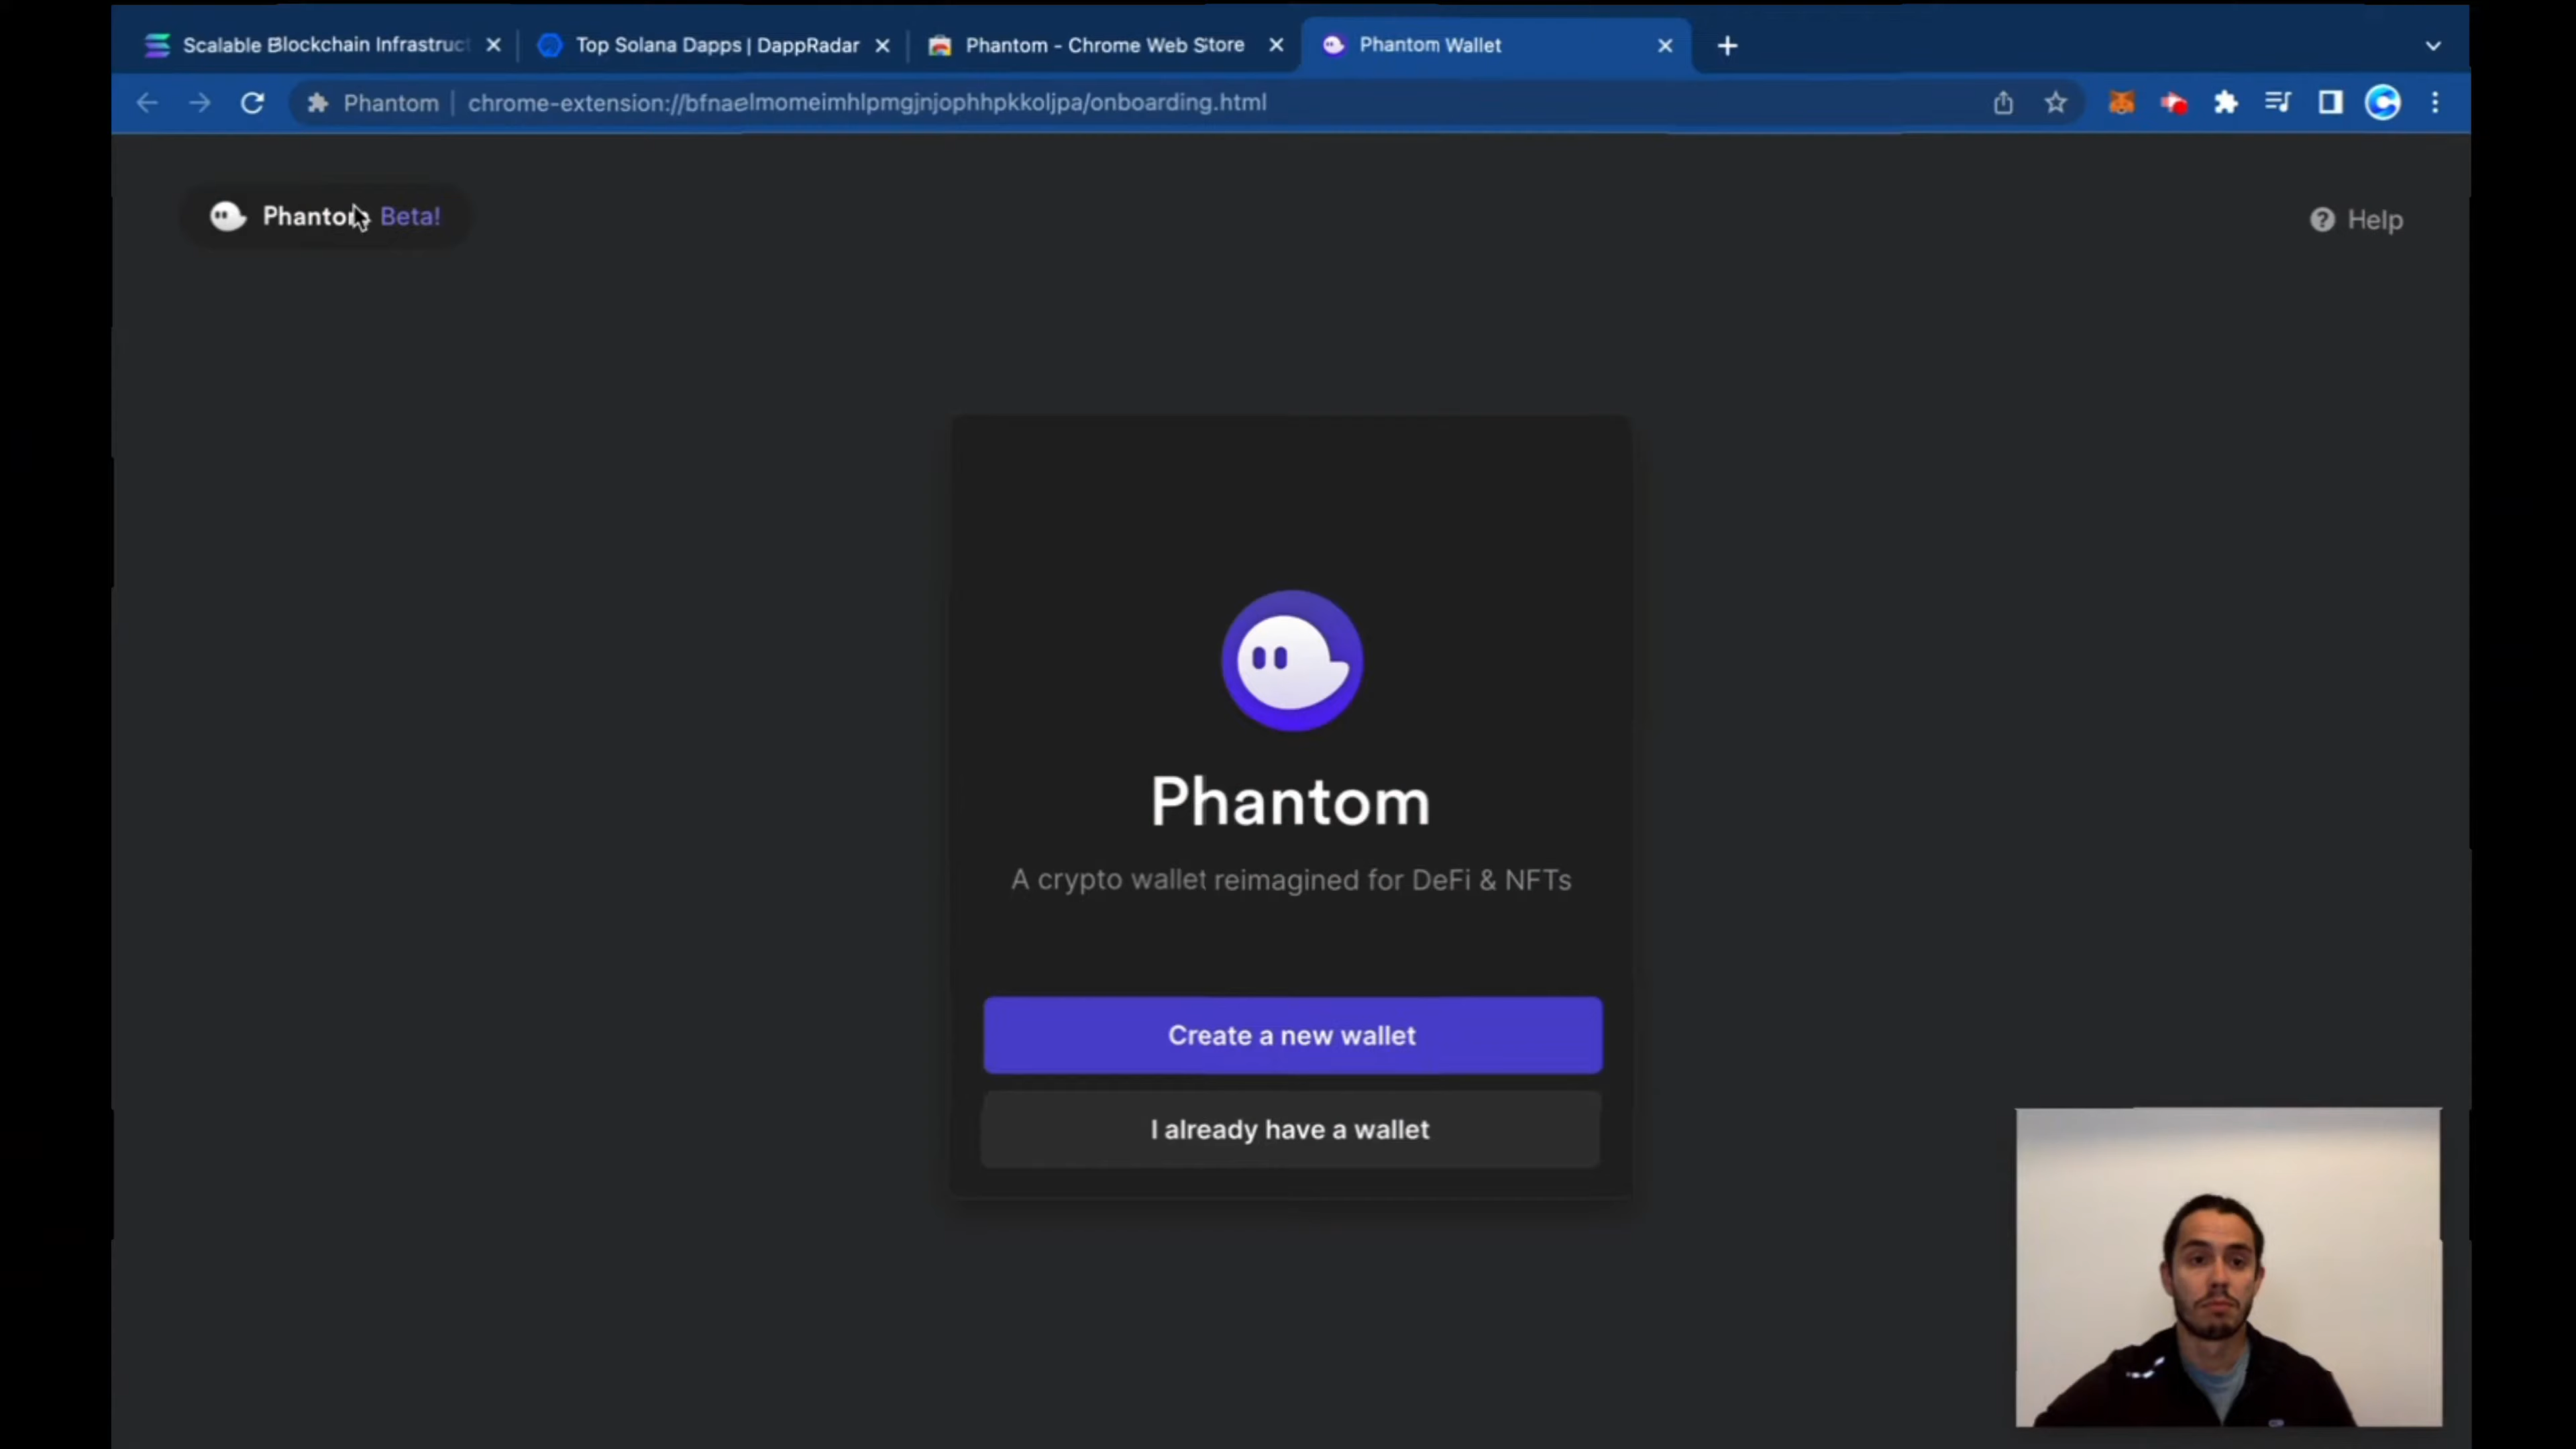 Scalable Blockchain Infrastruct
Top Solana Dapps | DappRadar
Phantom - Chrome Web Store
Phantom Wallet
Phantom
chrome-extension://bfnaelmomeimhlpmgjnjophhpkkoljpa/onboarding.html
Phantom Beta!
Help
Phantom
A crypto wallet reimagined for DeFi & NFTs
Create a new wallet
I already have a wallet